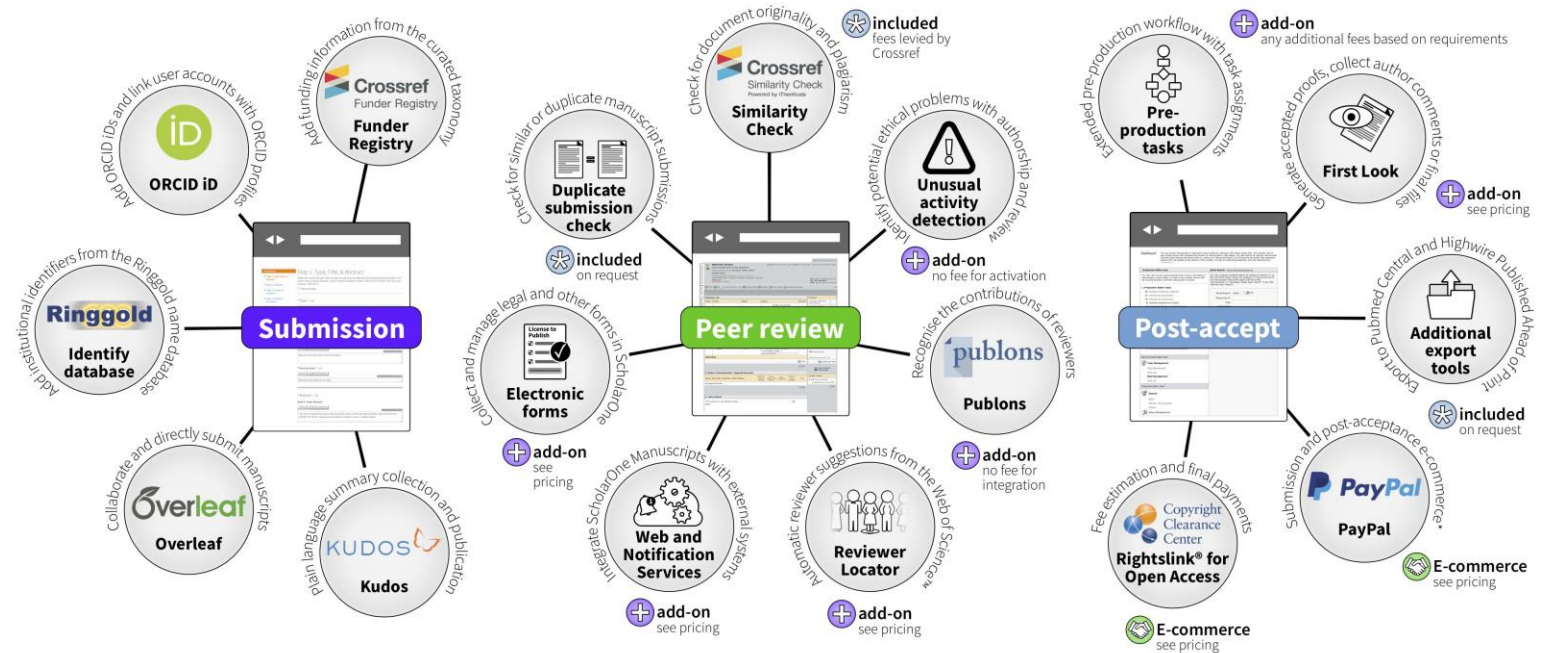 Add ORCID iDs and link user accounts with ORCID profiles
iD
ORCID iD
Add funding information from the curated taxonomy
Crossref
Funder Registry
Funder
Registry
Add institutional identifiers from the Ringgold name database
Ringgold
Identify
database
Submission
Step 1: Type, Title, & Abstract
Collaborate and directly submit manuscripts
Overleaf
Overleaf
Plain language summary collection and publication
KUDOS
Kudos
Check for document originality and plagiarism
Crossref
Similarity Check
Powered by iThenticate
Similarity
Check
included
fees levied by
Crossref
Check for similar or duplicate manuscript submissions
=
Duplicate
submission
check
included
on request
Identify potential ethical problems with authorship and review
Unusual
activity
detection
add-on
no fee for activation
Collect and manage legal and other forms in ScholarOne
License to
Publish
Electronic
forms
add-on
see
pricing
Peer review
Recognise the contributions of reviewers
publons
Publons
add-on
no fee for
integration
Integrate ScholarOne Manuscripts with external systems
Web and
Notification
Services
add-on
see pricing
Automatic reviewer suggestions from the Web of Science™
Reviewer
Locator
add-on
see pricing
Extended pre-production workflow with task assignments
Pre-
production
tasks
add-on
any additional fees based on requirements
Generate accepted proofs, collect author comments or final files
First Look
add-on
see pricing
Post-accept
Export to Pubmed Central and Highwire Published Ahead of Print
Additional
export
tools
included
on request
Fee estimation and final payments
Copyright
Clearance
Center
Rightslink® for
Open Access
E-commerce
see pricing
Submission and post-acceptance e-commerce*
PayPal
PayPal
E-commerce
see pricing